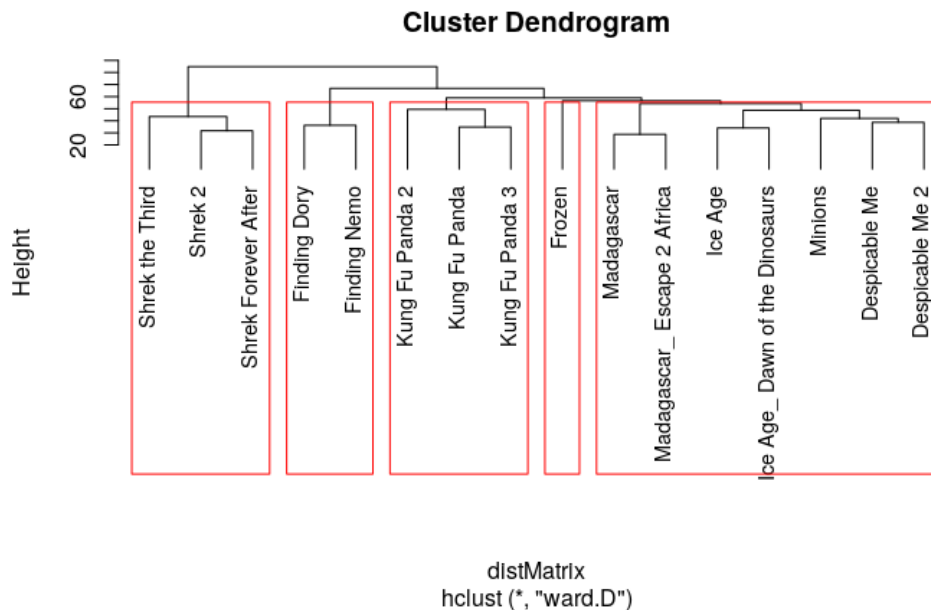 Cluster Dendrogram
Height
60
20
Shrek the Third
Shrek 2
Shrek Forever After
Finding Dory
Finding Nemo
Kung Fu Panda 2
Kung Fu Panda
Kung Fu Panda 3
Frozen
Madagascar
Madagascar_ Escape 2 Africa
Ice Age
Ice Age_ Dawn of the Dinosaurs
Minions
Despicable Me
Despicable Me 2
distMatrix
hclust (*, "ward.D")